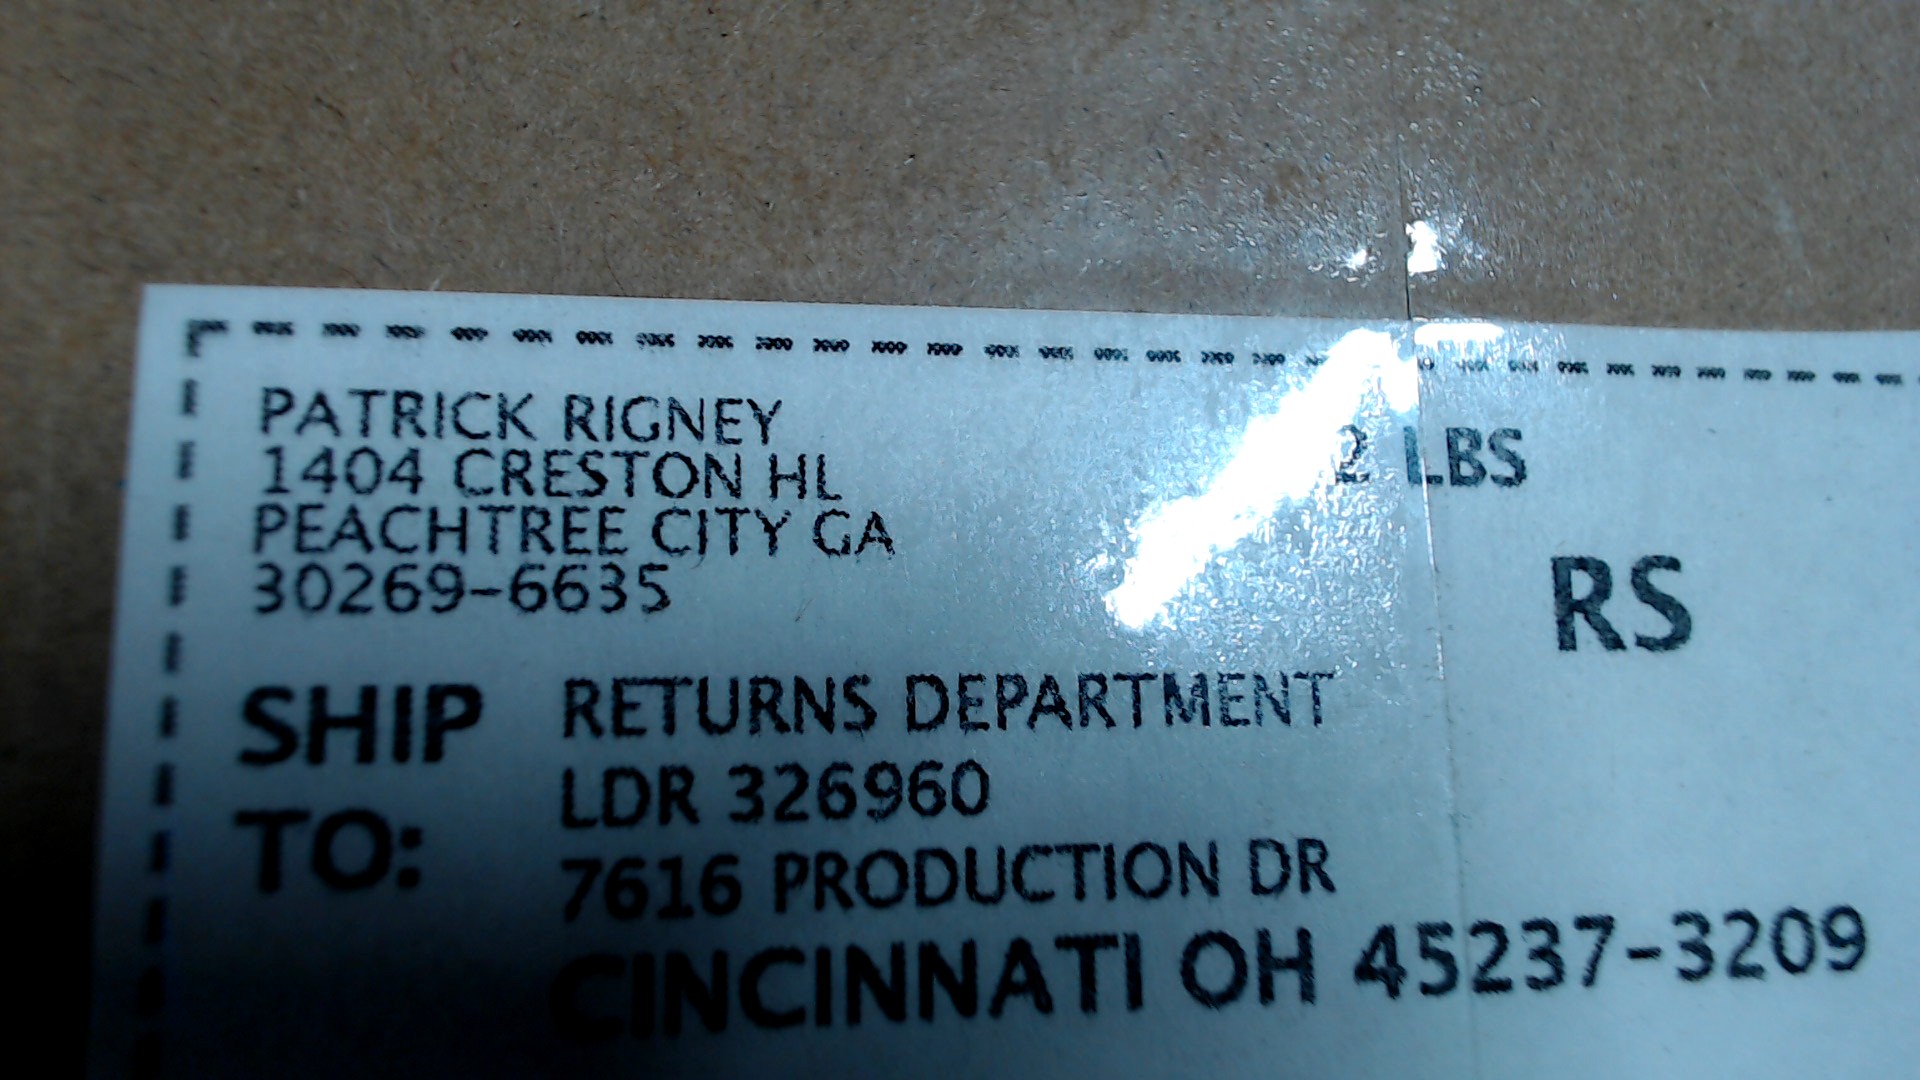 PATRICK RIGNEY
1404 CRESTON HL
PEACHTREE CITY GA
30269-6635
2 LBS
RS
SHIP TO:
RETURNS DEPARTMENT
LDR 326960
7616 PRODUCTION DR
CINCINNATI OH 45237-3209